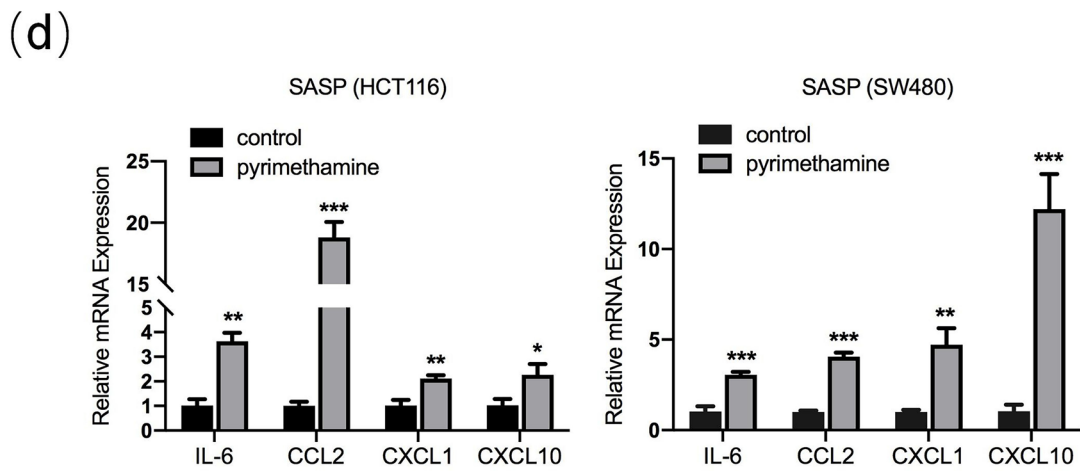 (d)
SASP (HCT116)
control
pyrimethamine
Relative mRNA Expression
25
20
15
5
4
3
2
1
0
**
***
**
*
IL-6 CCL2 CXCL1 CXCL10
SASP (SW480)
control
pyrimethamine
Relative mRNA Expression
15
10
5
0
***
***
**
***
IL-6 CCL2 CXCL1 CXCL10